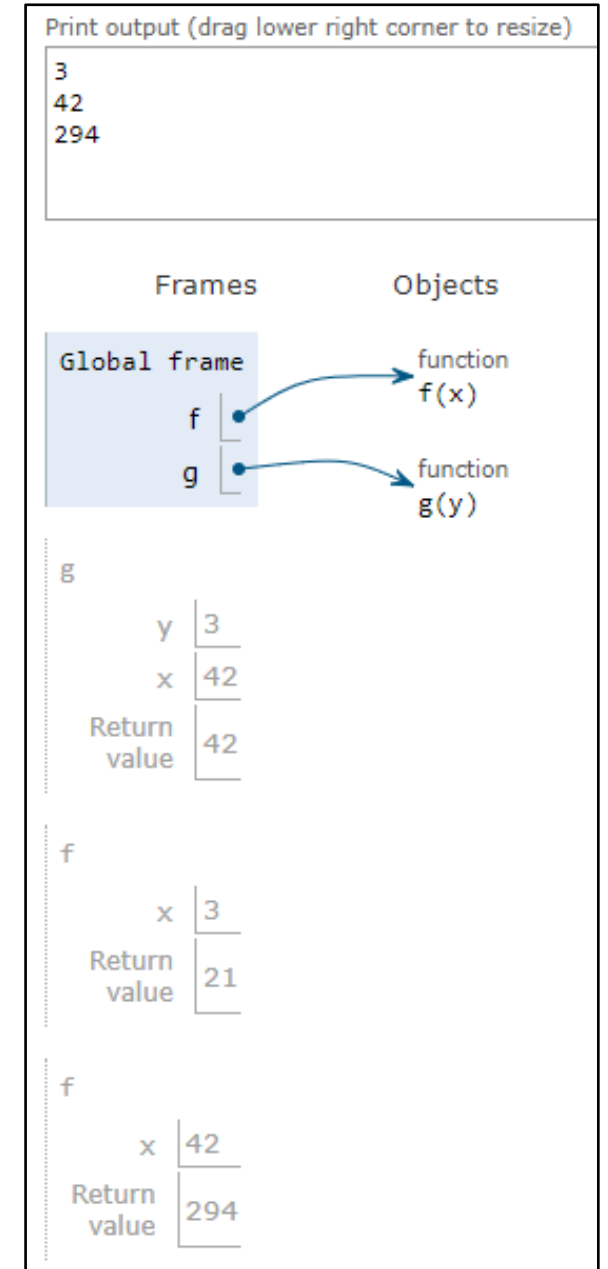 Print output (drag lower right corner to resize)
3
42
294
Frames
Objects
Global frame
f
g
function
f(x)
function
g(y)
g
y 3
x 42
Return
value 42
f
x 3
Return
value 21
f
x 42
Return
value 294